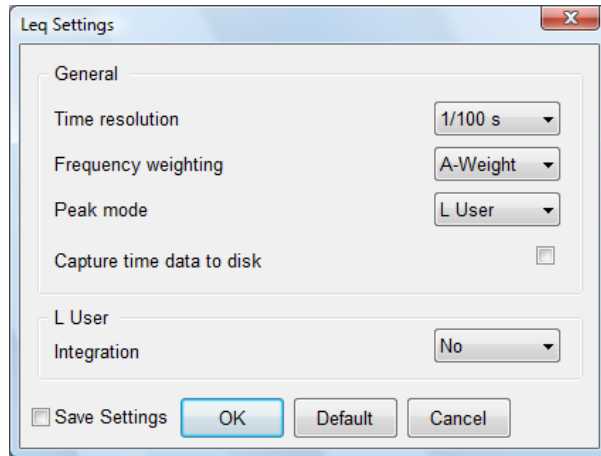 Leq Settings
General
Time resolution 1/100 s
Frequency weighting A-Weight
Peak mode L User
Capture time data to disk
L User
Integration No
Save Settings OK Default Cancel